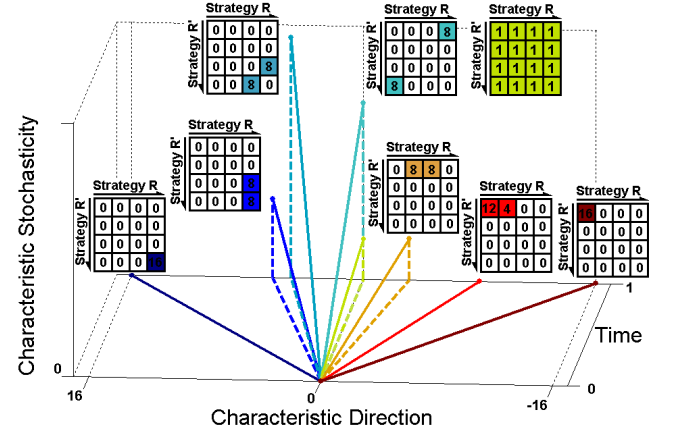 Strategy R
Strategy R'
0 0 0 0
0 0 0 0
0 0 0 8
0 0 8 0
Strategy R
Strategy R'
0 0 0 8
0 0 0 0
0 0 0 0
8 0 0 0
Strategy R
Strategy R'
1 1 1 1
1 1 1 1
1 1 1 1
1 1 1 1
Strategy R
Strategy R'
0 0 0 0
0 0 0 0
0 0 0 8
0 0 0 8
Strategy R
Strategy R'
0 8 8 0
0 0 0 0
0 0 0 0
0 0 0 0
Strategy R
Strategy R'
0 0 0 0
0 0 0 0
0 0 0 0
0 0 0 16
Strategy R
Strategy R'
12 4 0 0
0 0 0 0
0 0 0 0
0 0 0 0
Strategy R
Strategy R'
16 0 0 0
0 0 0 0
0 0 0 0
0 0 0 0
Characteristic Stochasticity
0
16
0
-16
Characteristic Direction
0
1
Time